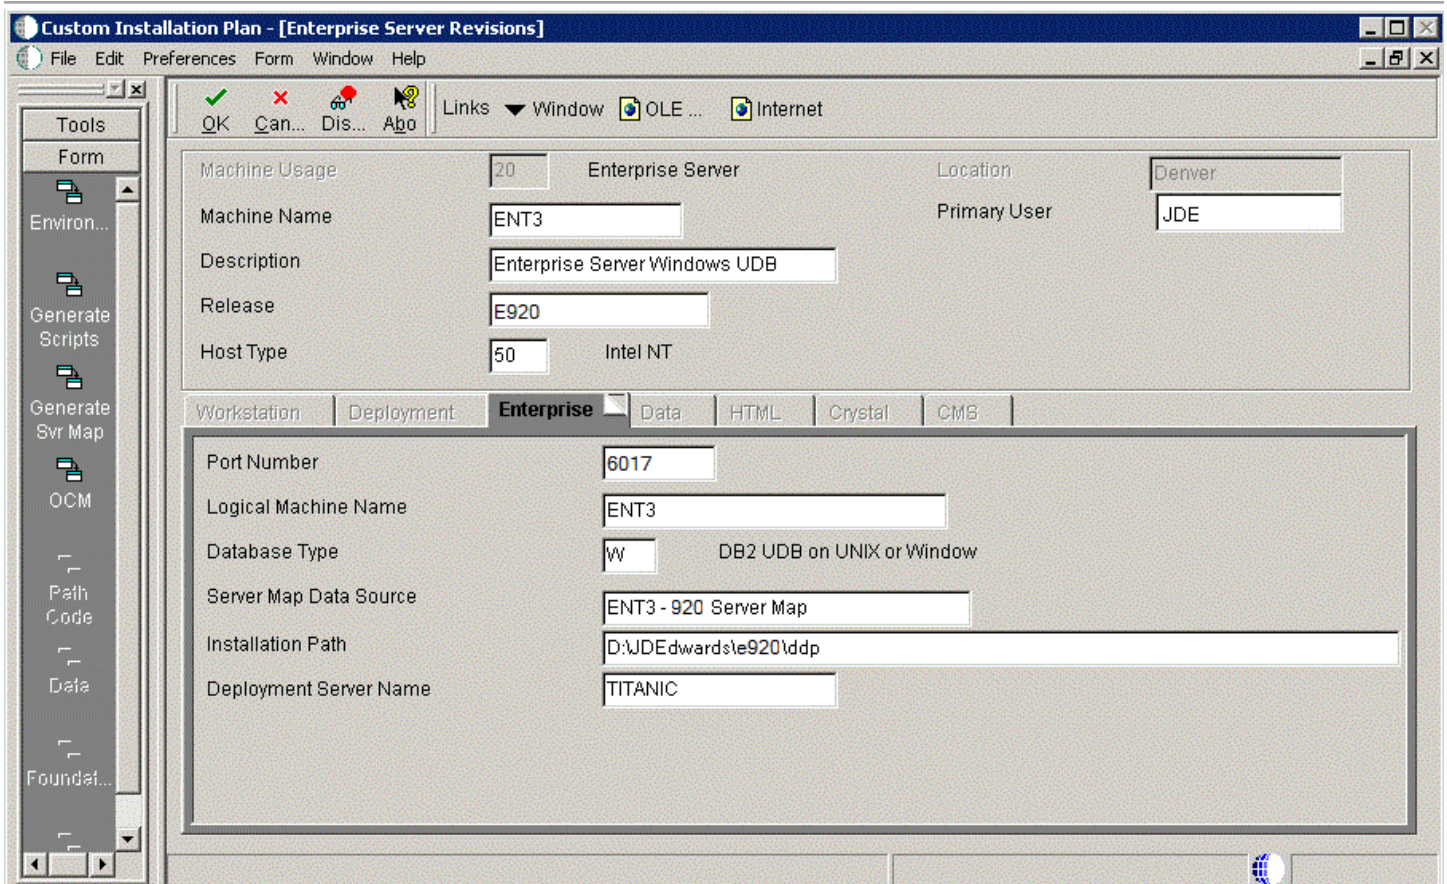 Custom Installation Plan - [Enterprise Server Revisions]
File Edit Preferences Form Window Help
Tools
Form
Environ...
Generate
Scripts
Generate
Svr Map
OCM
Path
Code
Data
Foundat...
OK Can... Dis... Abo Links Window OLE ... Internet
Machine Usage 20 Enterprise Server Location Denver
Machine Name ENT3 Primary User JDE
Description Enterprise Server Windows UDB
Release E920
Host Type 50 Intel NT
Workstation Deployment Enterprise Data HTML Crystal CMS
Port Number 6017
Logical Machine Name ENT3
Database Type W DB2 UDB on UNIX or Window
Server Map Data Source ENT3 - 920 Server Map
Installation Path D:\JDEdwards\e920\ddp
Deployment Server Name TITANIC